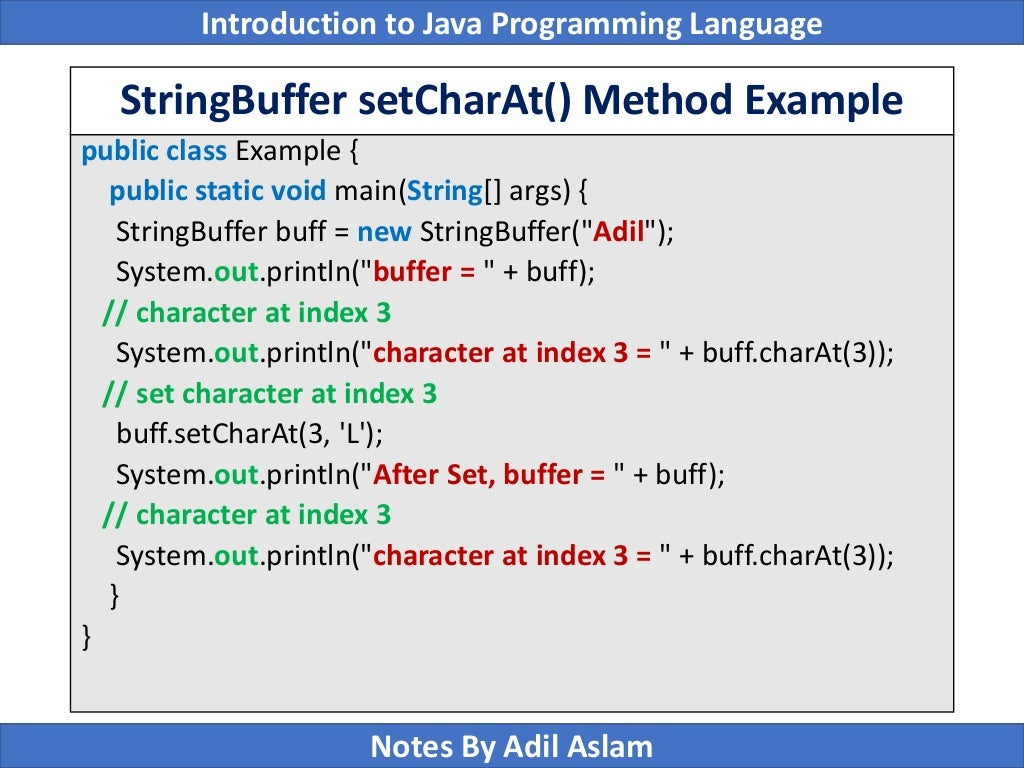 Introduction to Java Programming Language
StringBuffer setCharAt() Method Example
public class Example {
public static void main(String[] args) {
StringBuffer buff = new StringBuffer("Adil");
System.out.println("buffer = " + buff);
// character at index 3
System.out.println("character at index 3 = " + buff.charAt(3));
// set character at index 3
buff.setCharAt(3, 'L');
System.out.println("After Set, buffer = " + buff);
// character at index 3
System.out.println("character at index 3 = " + buff.charAt(3));
}
}
Notes By Adil Aslam